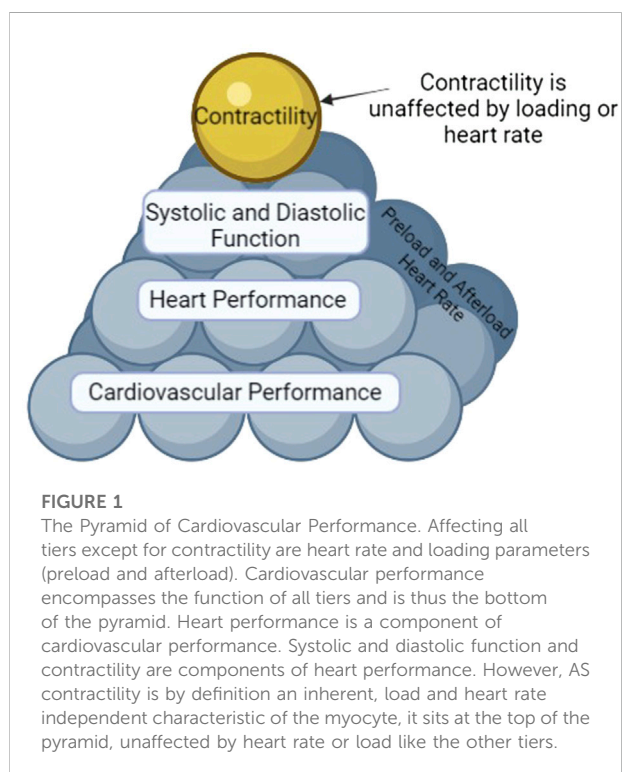 Contractility
Contractility is
unaffected by loading or
heart rate
Systolic and Diastolic
Function
Preload and Afterload
Heart Rate
Heart Performance
Cardiovascular Performance
FIGURE 1
The Pyramid of Cardiovascular Performance. Affecting all
tiers except for contractility are heart rate and loading parameters
(preload and afterload). Cardiovascular performance
encompasses the function of all tiers and is thus the bottom
of the pyramid. Heart performance is a component of
cardiovascular performance. Systolic and diastolic function and
contractility are components of heart performance. However, AS
contractility is by definition an inherent, load and heart rate
independent characteristic of the myocyte, it sits at the top of the
pyramid, unaffected by heart rate or load like the other tiers.